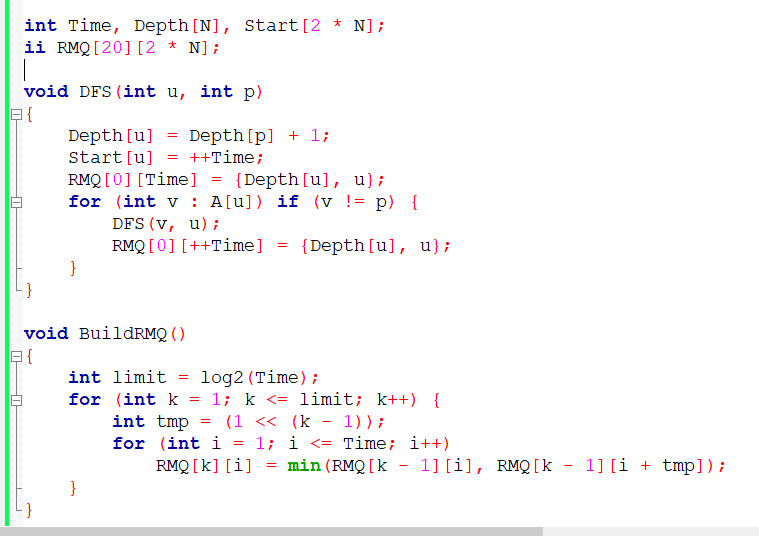 int Time, Depth[N], Start[2 * N];
ii RMQ[20][2 * N];
void DFS(int u, int p)
{
    Depth[u] = Depth[p] + 1;
    Start[u] = ++Time;
    RMQ[0][Time] = {Depth[u], u};
    for (int v : A[u]) if (v != p) {
        DFS(v, u);
        RMQ[0][++Time] = {Depth[u], u};
    }
}
void BuildRMQ()
{
    int limit = log2(Time);
    for (int k = 1; k <= limit; k++) {
        int tmp = (1 << (k - 1));
        for (int i = 1; i <= Time; i++)
            RMQ[k][i] = min(RMQ[k - 1][i], RMQ[k - 1][i + tmp]);
    }
}